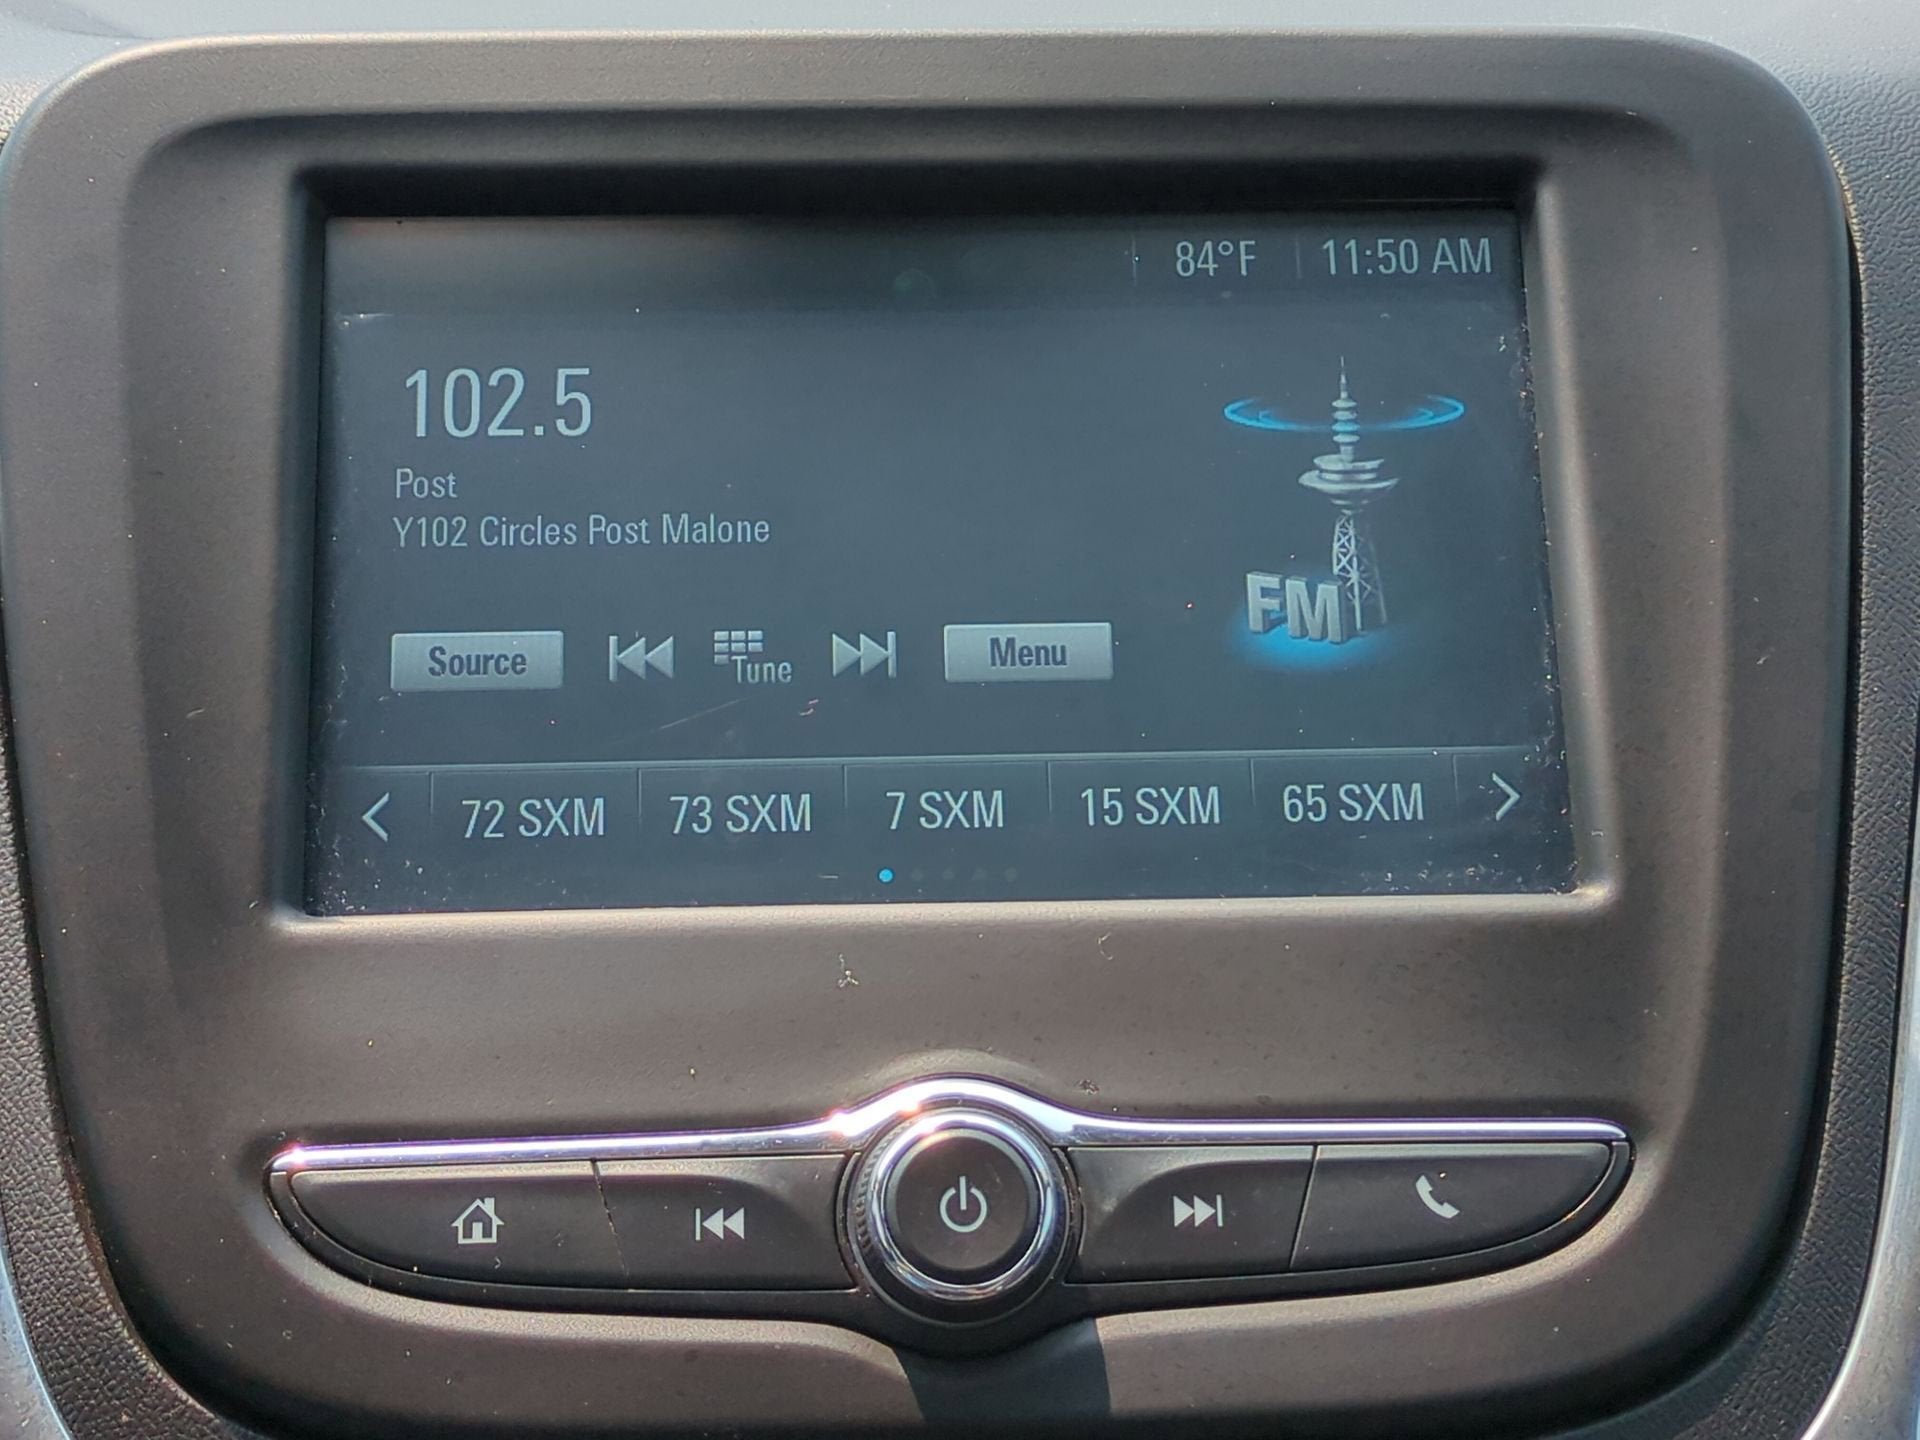 84°F 11:50 AM
102.5
Post
Y102 Circles Post Malone
FM
Source Tune Menu
72 SXM 73 SXM 7 SXM 15 SXM 65 SXM